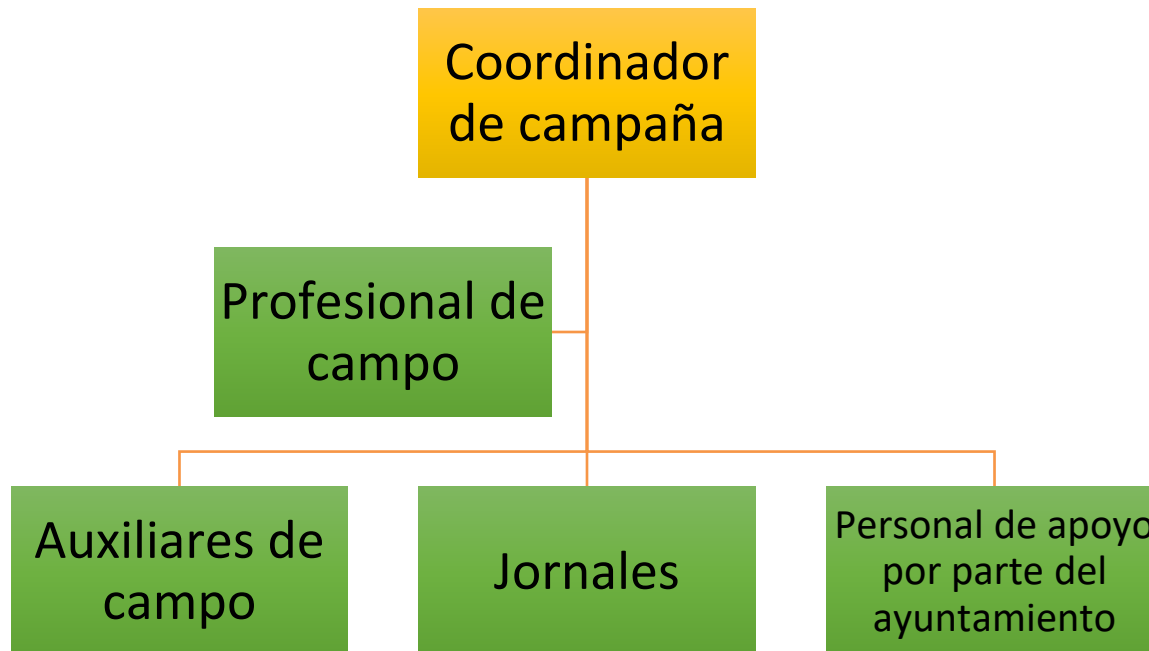 Coordinador
de campaña
Profesional de
campo
Auxiliares de
campo
Jornales
Personal de apoyo
por parte del
ayuntamiento